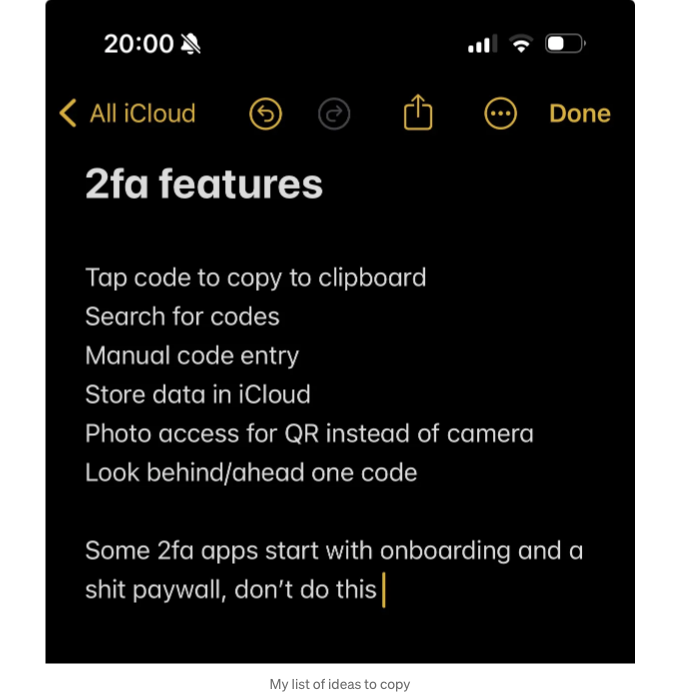 20:00
All iCloud
Done
2fa features
Tap code to copy to clipboard
Search for codes
Manual code entry
Store data in iCloud
Photo access for QR instead of camera
Look behind/ahead one code
Some 2fa apps start with onboarding and a
shit paywall, don’t do this
My list of ideas to copy